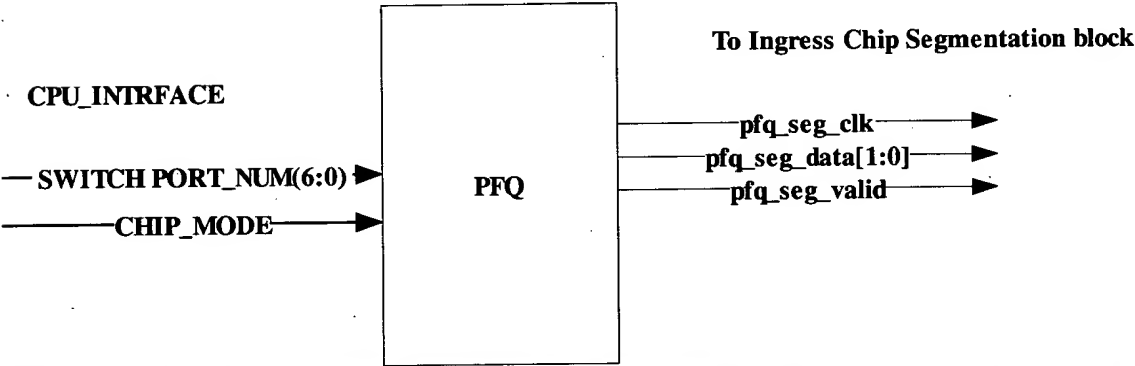 To Ingress Chip Segmentation block
CPU_INTRFACE
pfq_seg_clk
pfq_seg_data[1:0]
SWITCH PORT_NUM(6:0)
PFQ
pfq_seg_valid
CHIP_MODE